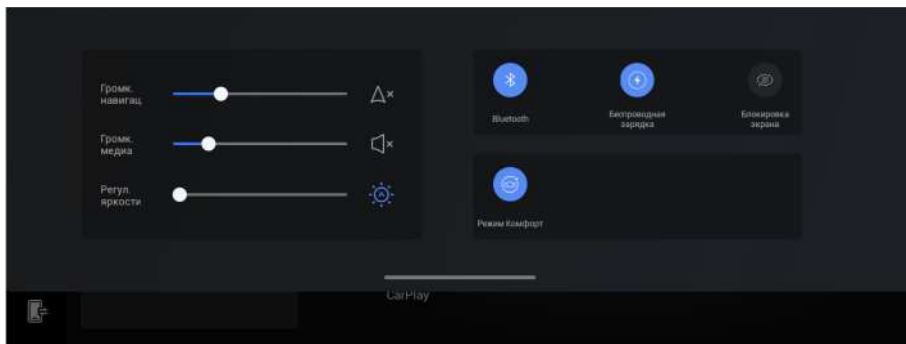 Громк.
навигац.
Громк.
медиа
Регул.
яркости
Bluetooth
Беспроводная
зарядка
Блокировка
экрана
Режим Комфорт
CarPlay